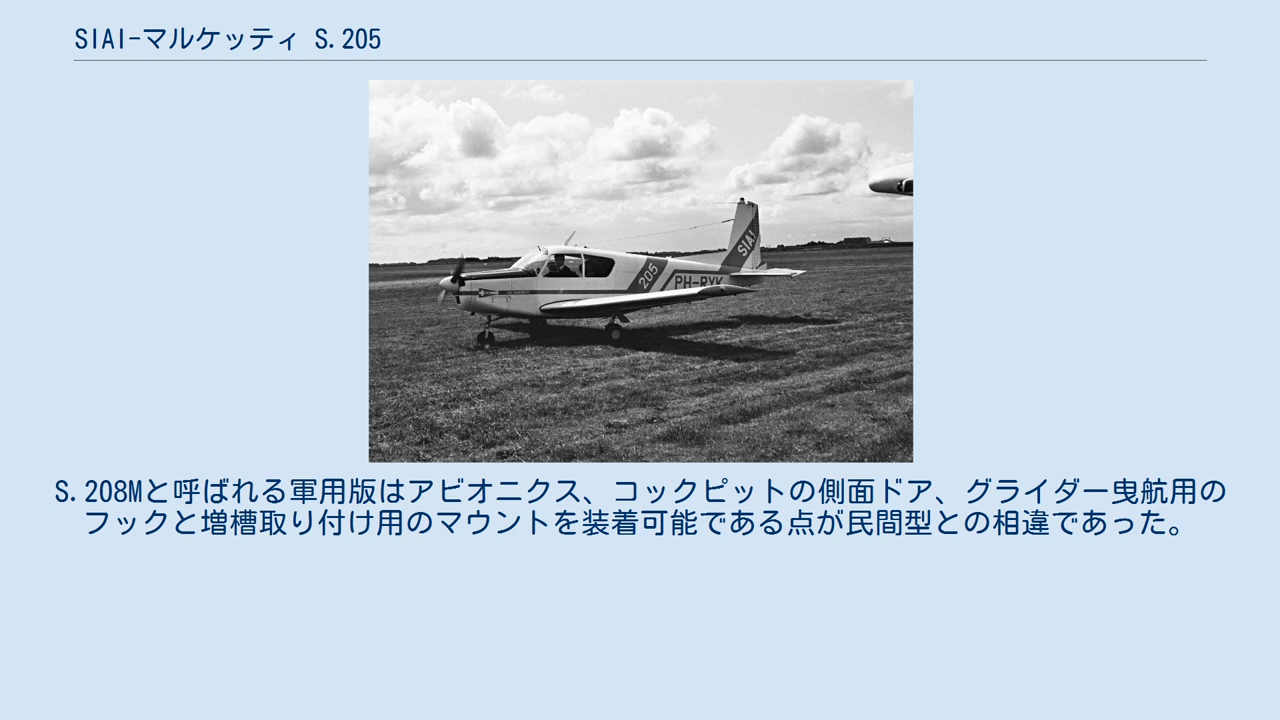 SIAI-マルケッティ S.205
SIAI
205
PH-RYK
S.208Mと呼ばれる軍用版はアビオニクス、コックピットの側面ドア、グライダー曳航用の
フックと増槽取り付け用のマウントを装着可能である点が民間型との相違であった。